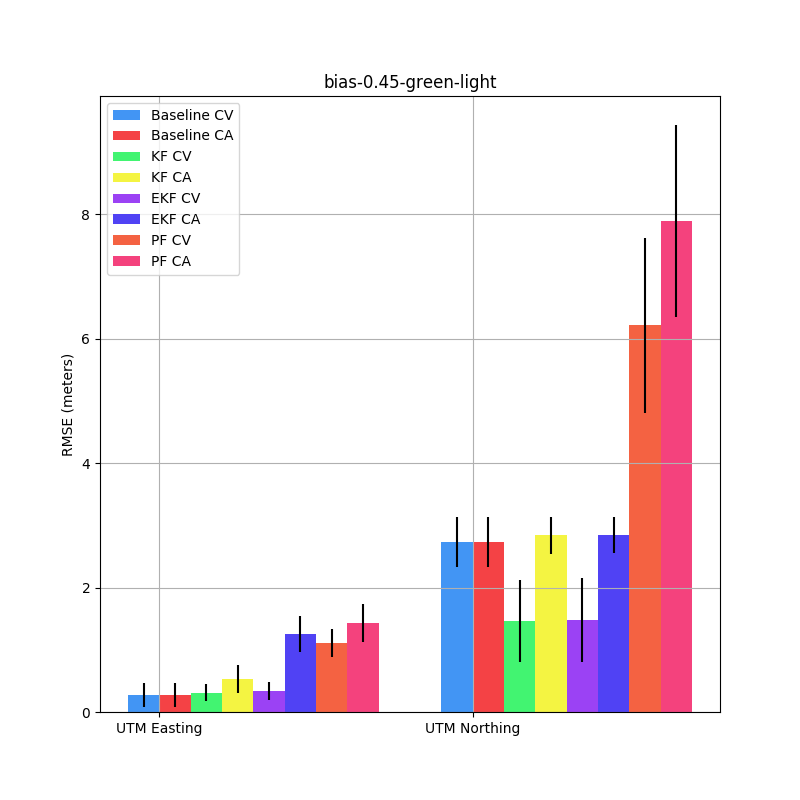 bias-0.45-green-light
Baseline CV
Baseline CA
KF CV
KF CA
EKF CV
EKF CA
PF CV
PF CA
RMSE (meters)
8
6
4
2
0
UTM Easting
UTM Northing